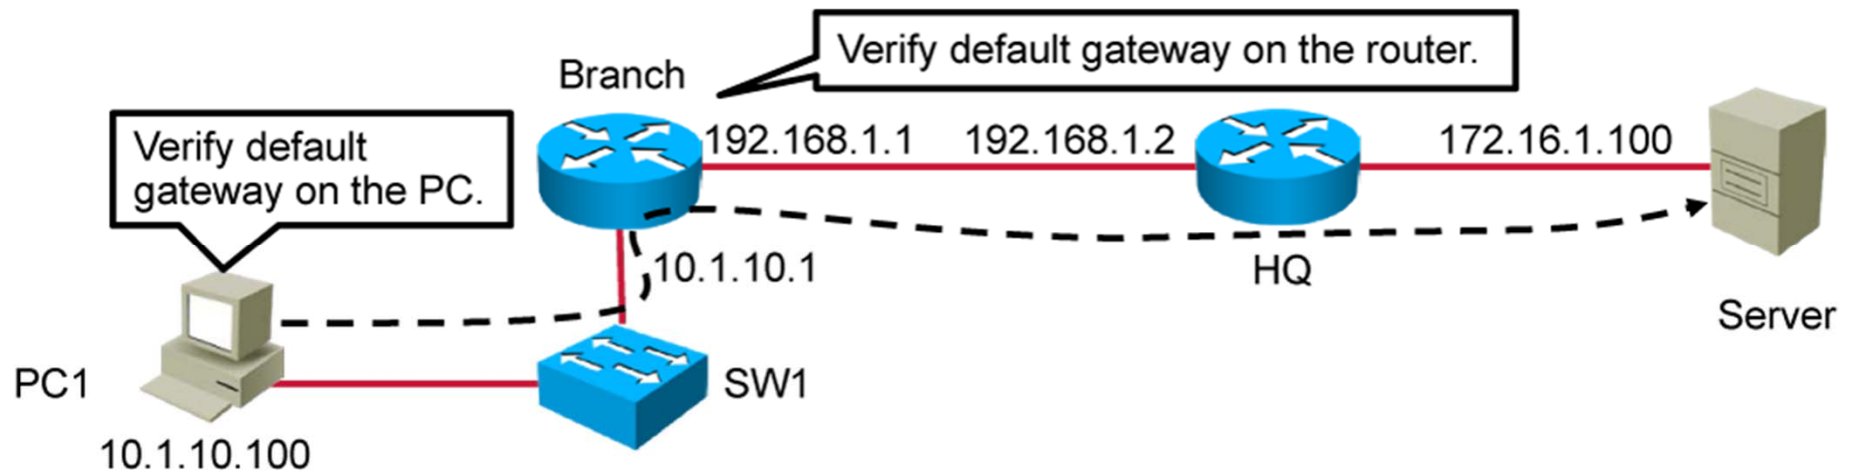 Verify default gateway on the router.
Branch
Verify default
gateway on the PC.
192.168.1.1
192.168.1.2
172.16.1.100
10.1.10.1
HQ
Server
PC1
SW1
10.1.10.100